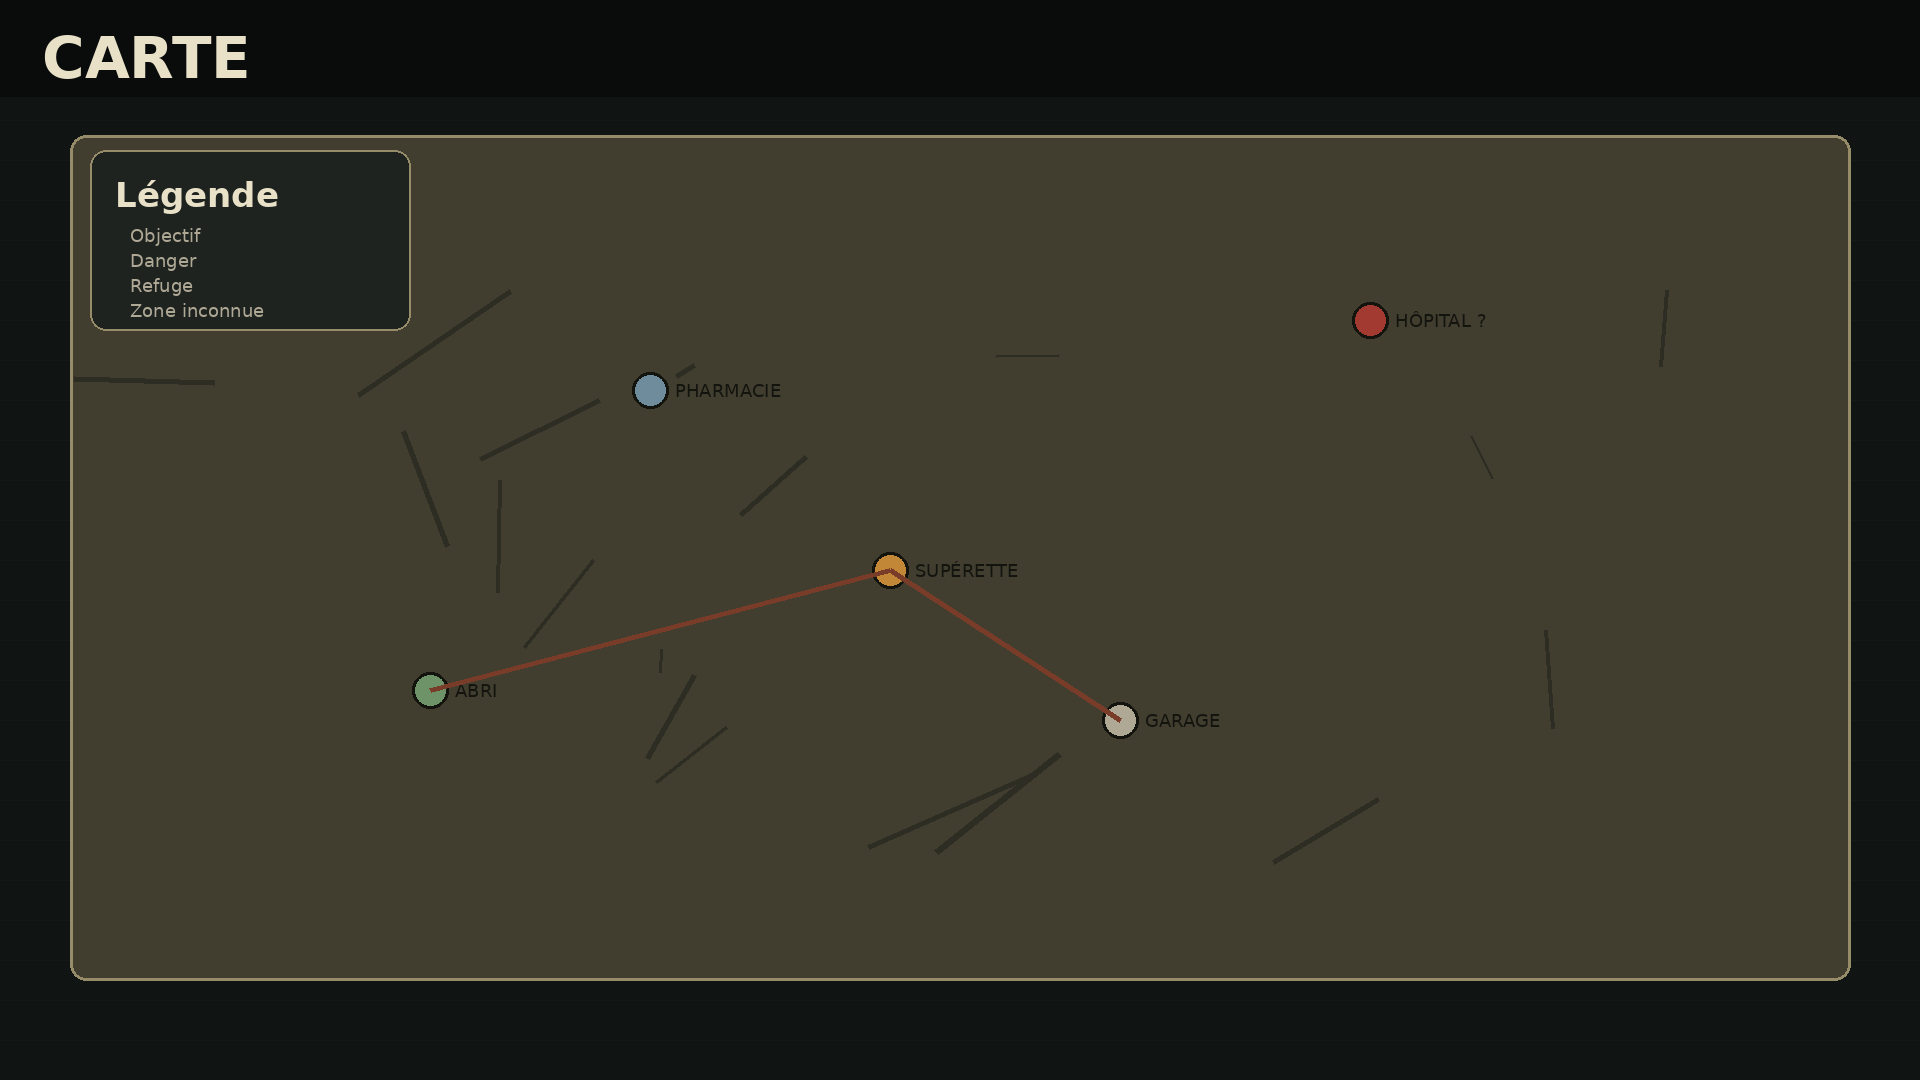 CARTE
Légende
Objectif
Danger
Refuge
Zone inconnue
HÔPITAL ?
PHARMACIE
SUPÉRETTE
ABRI
GARAGE